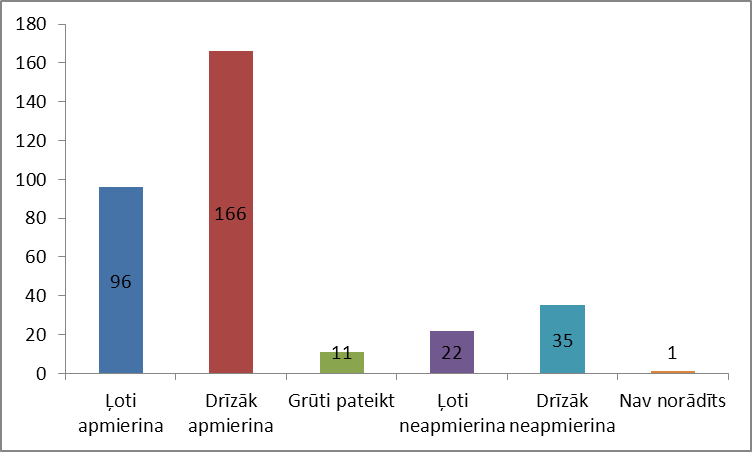 180
160
140
120
100
80
60
40
20
0
96
166
11
22
35
1
Ļoti
apmierina
Drīzāk
apmierina
Grūti pateikt
Ļoti
neapmierina
Drīzāk
neapmierina
Nav norādīts